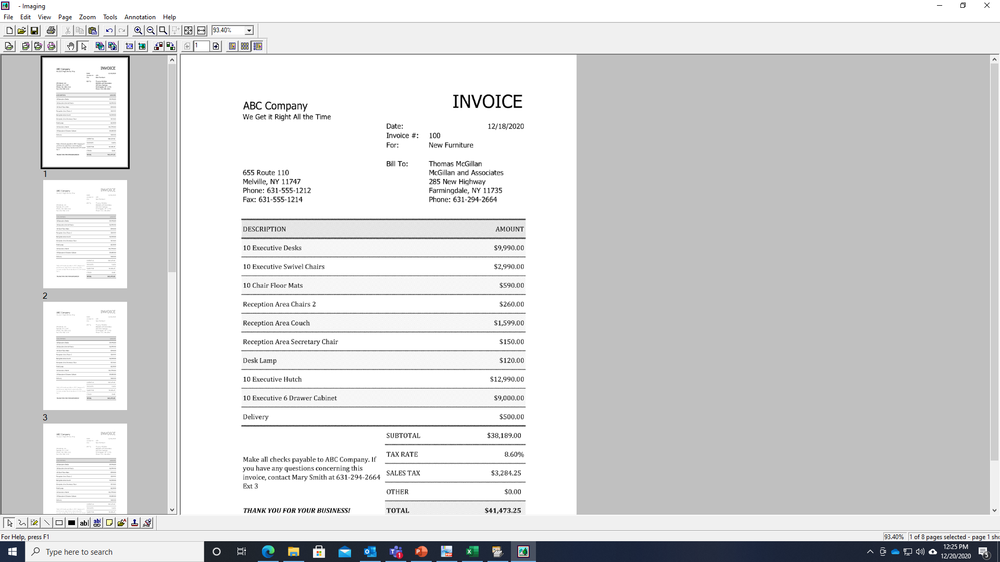 - Imaging
File Edit View Page Zoom Tools Annotation Help
93.40%
1
1
2
3
INVOICE
ABC Company
We Get it Right All the Time
Date: 12/18/2020
Invoice #: 100
For: New Furniture
Bill To: Thomas McGillan
655 Route 110 McGillan and Associates
Melville, NY 11747 285 New Highway
Phone: 631-555-1212 Farmingdale, NY 11735
Fax: 631-555-1214 Phone: 631-294-2664
DESCRIPTION AMOUNT
10 Executive Desks $9,990.00
10 Executive Swivel Chairs $2,990.00
10 Chair Floor Mats $590.00
Reception Area Chairs 2 $260.00
Reception Area Couch $1,599.00
Reception Area Secretary Chair $150.00
Desk Lamp $120.00
10 Executive Hutch $12,990.00
10 Executive 6 Drawer Cabinet $9,000.00
Delivery $500.00
SUBTOTAL $38,189.00
TAX RATE 8.60%
SALES TAX $3,284.25
OTHER $0.00
TOTAL $41,473.25
Make all checks payable to ABC Company. If
you have any questions concerning this
invoice, contact Mary Smith at 631-294-2664
Ext 3
THANK YOU FOR YOUR BUSINESS!
For Help, press F1
93.40% 1 of 8 pages selected - page 1 sho
Type here to search
12:25 PM
12/20/2020
1
5